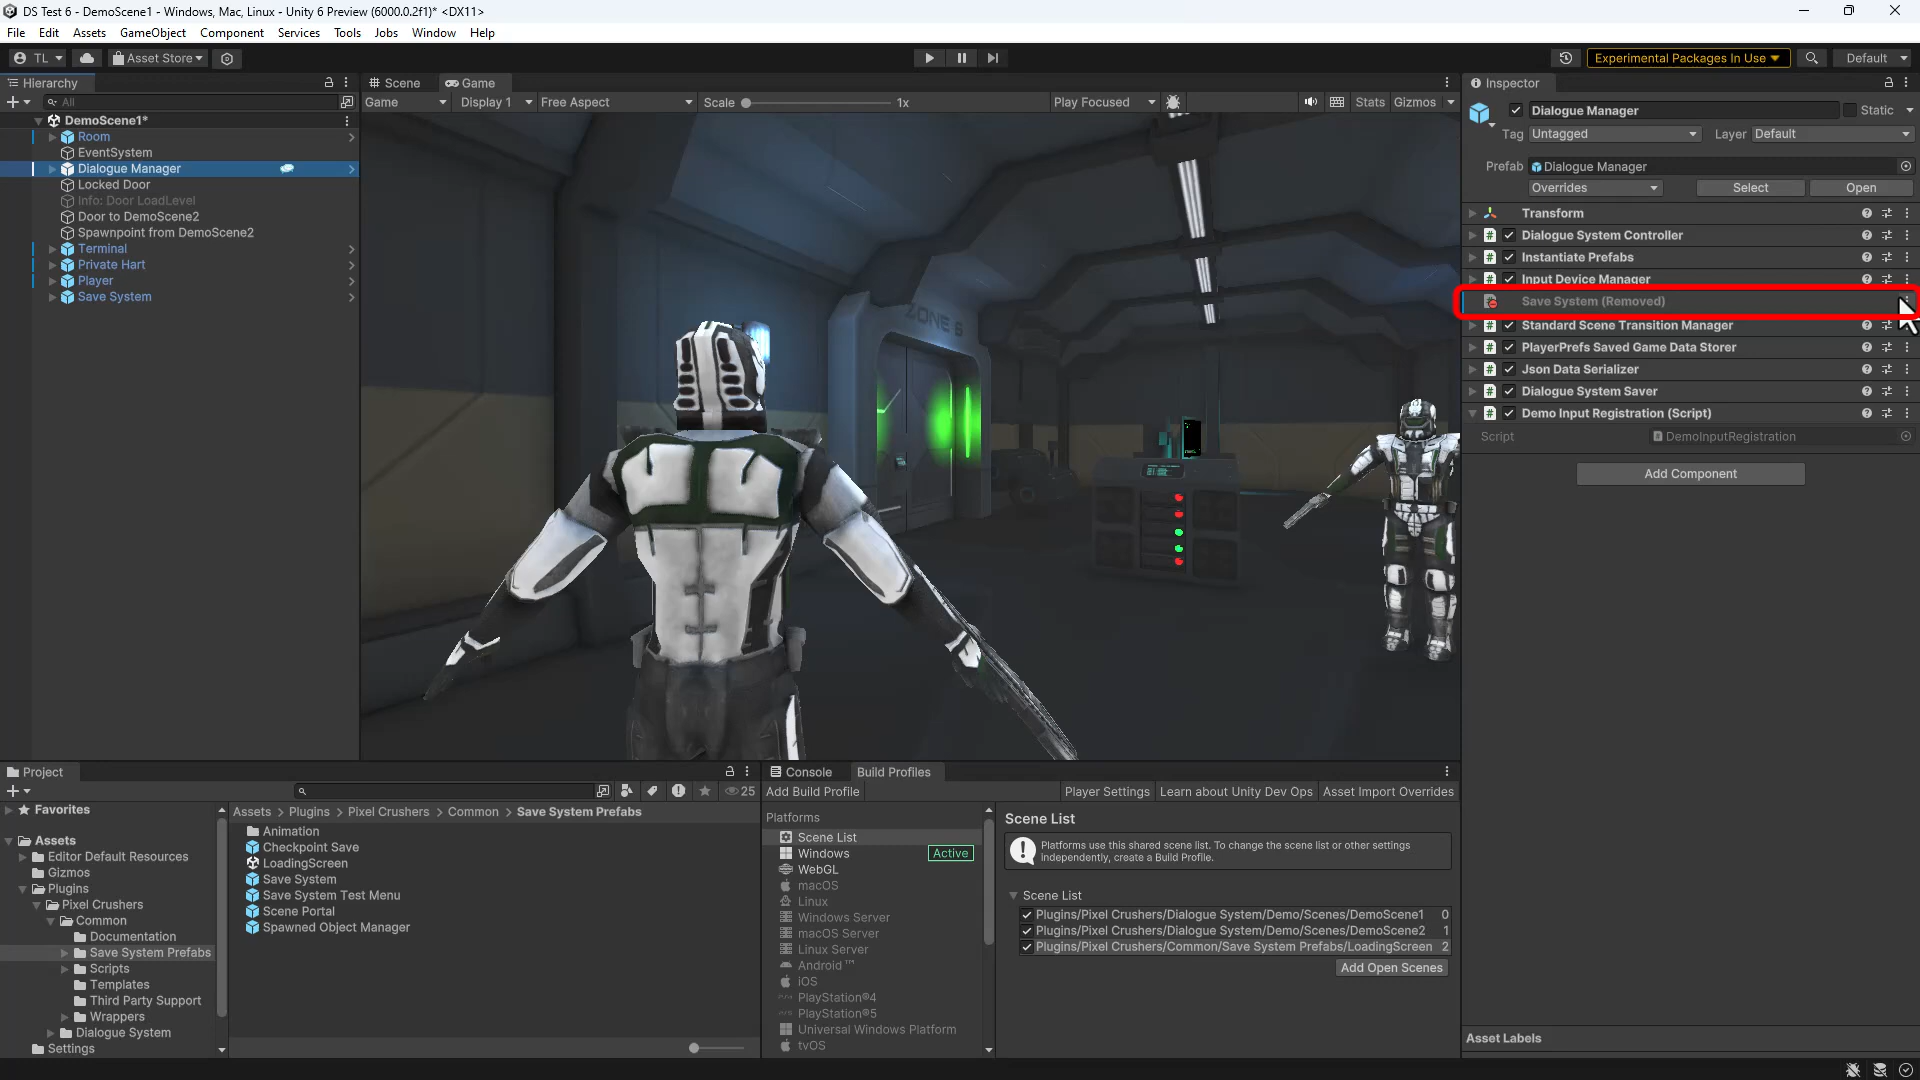 DS Test 6 - DemoScene1 - Windows, Mac, Linux - Unity 6 Preview (6000.0.2f1)* <DX11>
File Edit Assets GameObject Component Services Tools Jobs Window Help
TL Asset Store Experimental Packages In Use Default
Hierarchy
All
DemoScene1*
Room
EventSystem
Dialogue Manager
Locked Door
Info: Door LoadLevel
Door to DemoScene2
Spawnpoint from DemoScene2
Terminal
Private Hart
Player
Save System
Scene Game
Game Display 1 Free Aspect Scale 1x Play Focused Stats Gizmos
ZONE 6
Inspector
Dialogue Manager Static
Tag Untagged Layer Default
Prefab Dialogue Manager
Overrides Select Open
Transform
Dialogue System Controller
Instantiate Prefabs
Input Device Manager
Save System (Removed)
Standard Scene Transition Manager
PlayerPrefs Saved Game Data Storer
Json Data Serializer
Dialogue System Saver
Demo Input Registration (Script)
Script DemoInputRegistration
Add Component
Asset Labels
Project
25
Favorites
Assets
Editor Default Resources
Gizmos
Plugins
Pixel Crushers
Common
Documentation
Save System Prefabs
Scripts
Templates
Third Party Support
Wrappers
Dialogue System
Settings
Assets > Plugins > Pixel Crushers > Common > Save System Prefabs
Animation
Checkpoint Save
LoadingScreen
Save System
Save System Test Menu
Scene Portal
Spawned Object Manager
Console Build Profiles
Add Build Profile Player Settings Learn about Unity Dev Ops Asset Import Overrides
Platforms
Scene List
Windows Active
WebGL
macOS
Linux
Windows Server
macOS Server
Linux Server
Android™
iOS
PlayStation®4
PlayStation®5
Universal Windows Platform
tvOS
Scene List
Platforms use this shared scene list. To change the scene list or other settings
independently, create a Build Profile.
Scene List
Plugins/Pixel Crushers/Dialogue System/Demo/Scenes/DemoScene1 0
Plugins/Pixel Crushers/Dialogue System/Demo/Scenes/DemoScene2 1
Plugins/Pixel Crushers/Common/Save System Prefabs/LoadingScreen 2
Add Open Scenes